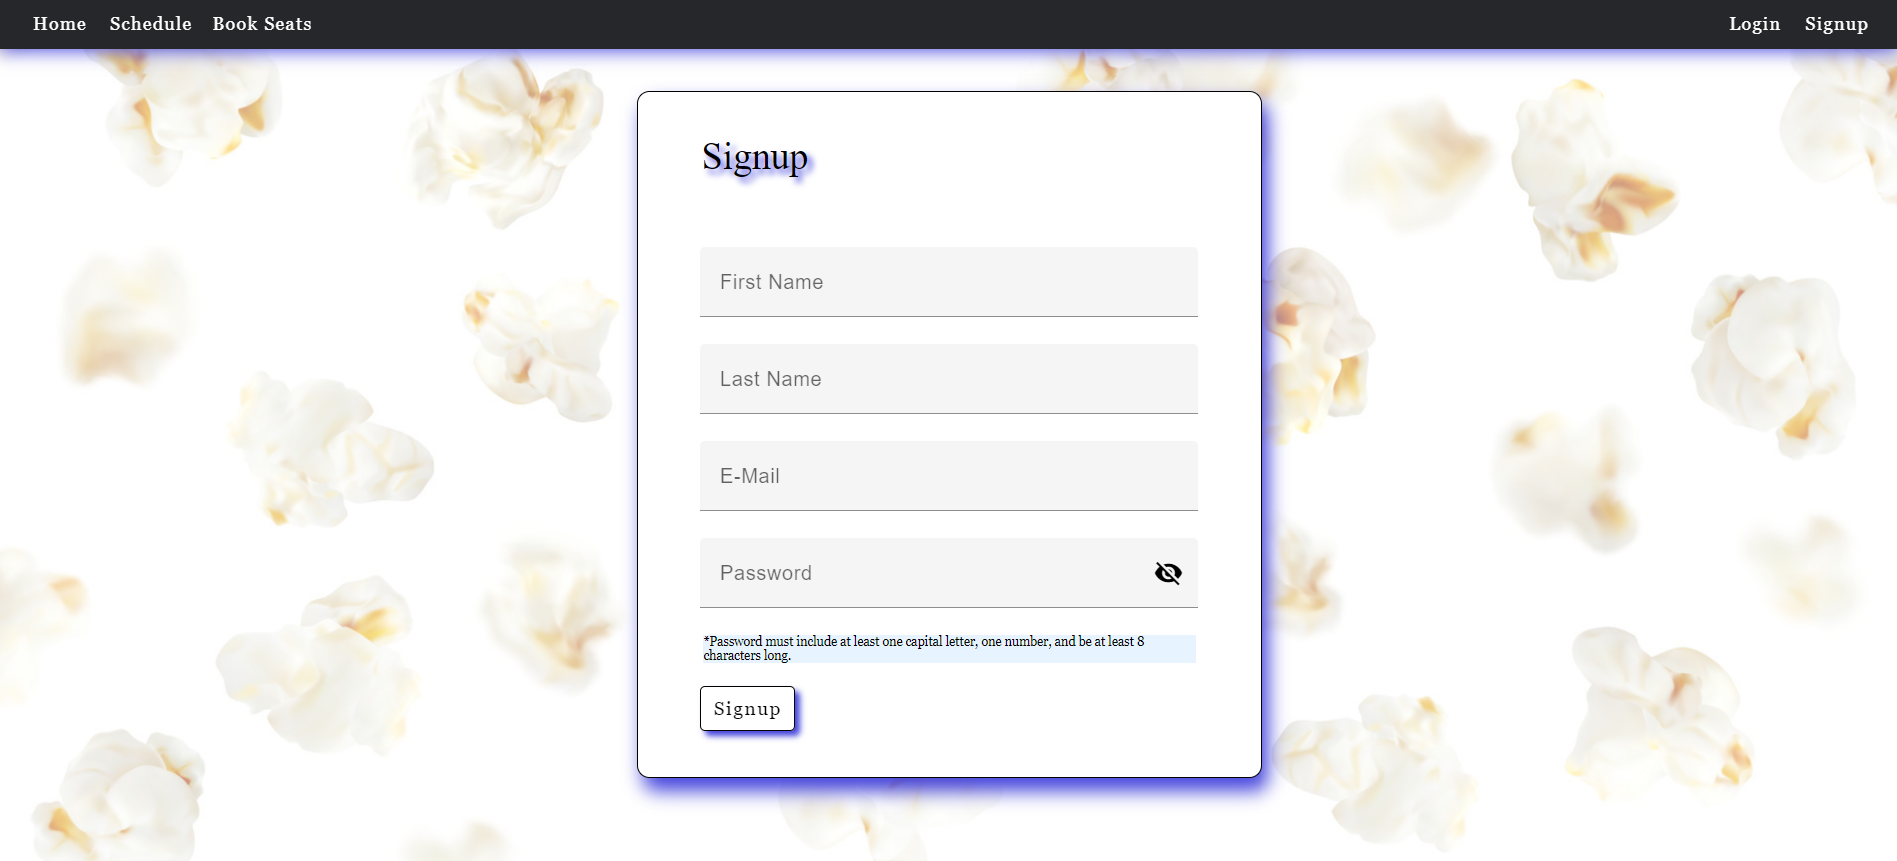 Home Schedule Book Seats Login Signup
Signup
First Name
Last Name
E-Mail
Password
*Password must include at least one capital letter, one number, and be at least 8
characters long.
Signup